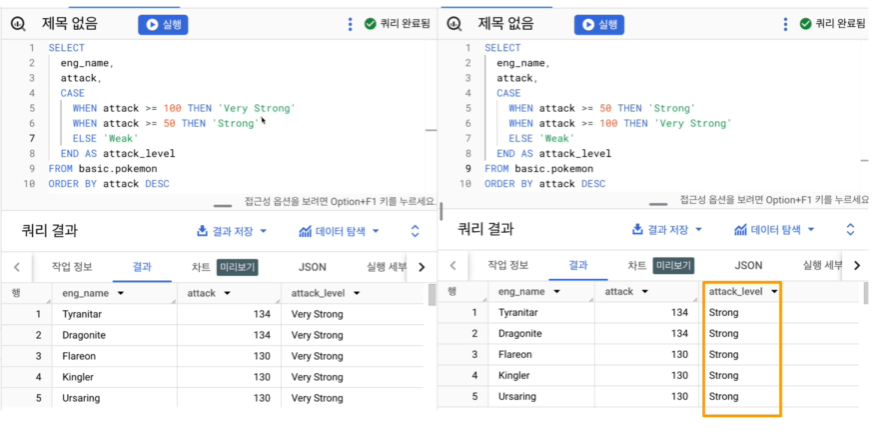 제목 없음 실행 쿼리 완료됨
1 SELECT
2 eng_name,
3 attack,
4 CASE
5 WHEN attack >= 100 THEN 'Very Strong'
6 WHEN attack >= 50 THEN 'Strong'
7 ELSE 'Weak'
8 END AS attack_level
9 FROM basic.pokemon
10 ORDER BY attack DESC
접근성 옵션을 보려면 Option+F1 키를 누르세요.
쿼리 결과 결과 저장 데이터 탐색
작업 정보 결과 차트 미리보기 JSON 실행 세부
행 eng_name attack attack_level
1 Tyranitar 134 Very Strong
2 Dragonite 134 Very Strong
3 Flareon 130 Very Strong
4 Kingler 130 Very Strong
5 Ursaring 130 Very Strong
제목 없음 실행 쿼리 완료됨
1 SELECT
2 eng_name,
3 attack,
4 CASE
5 WHEN attack >= 50 THEN 'Strong'
6 WHEN attack >= 100 THEN 'Very Strong'
7 ELSE 'Weak'
8 END AS attack_level
9 FROM basic.pokemon
10 ORDER BY attack DESC
접근성 옵션을 보려면 Option+F1 키를 누르세요
쿼리 결과 결과 저장 데이터 탐색
작업 정보 결과 차트 미리보기 JSON 실행 세부
행 eng_name attack attack_level
1 Tyranitar 134 Strong
2 Dragonite 134 Strong
3 Flareon 130 Strong
4 Kingler 130 Strong
5 Ursaring 130 Strong